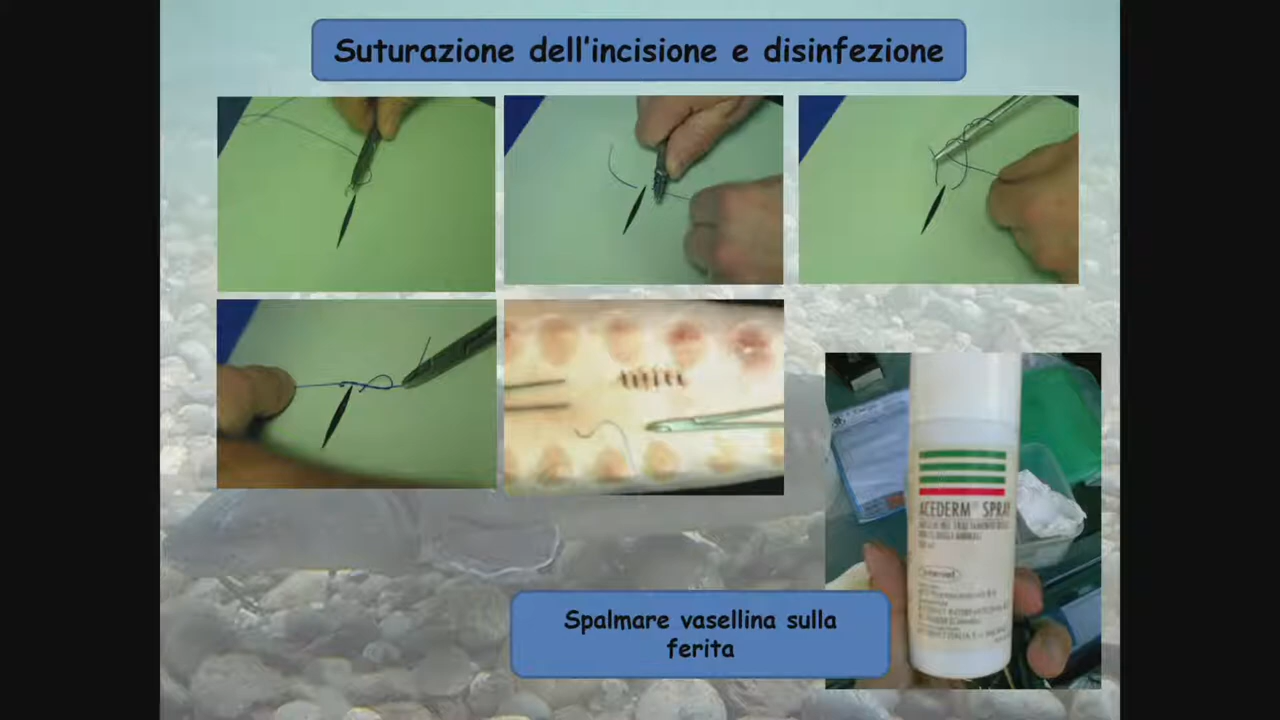 Suturazione dell'incisione e disinfezione
ACEDERM® SPRAY
Spalmare vasellina sulla
ferita